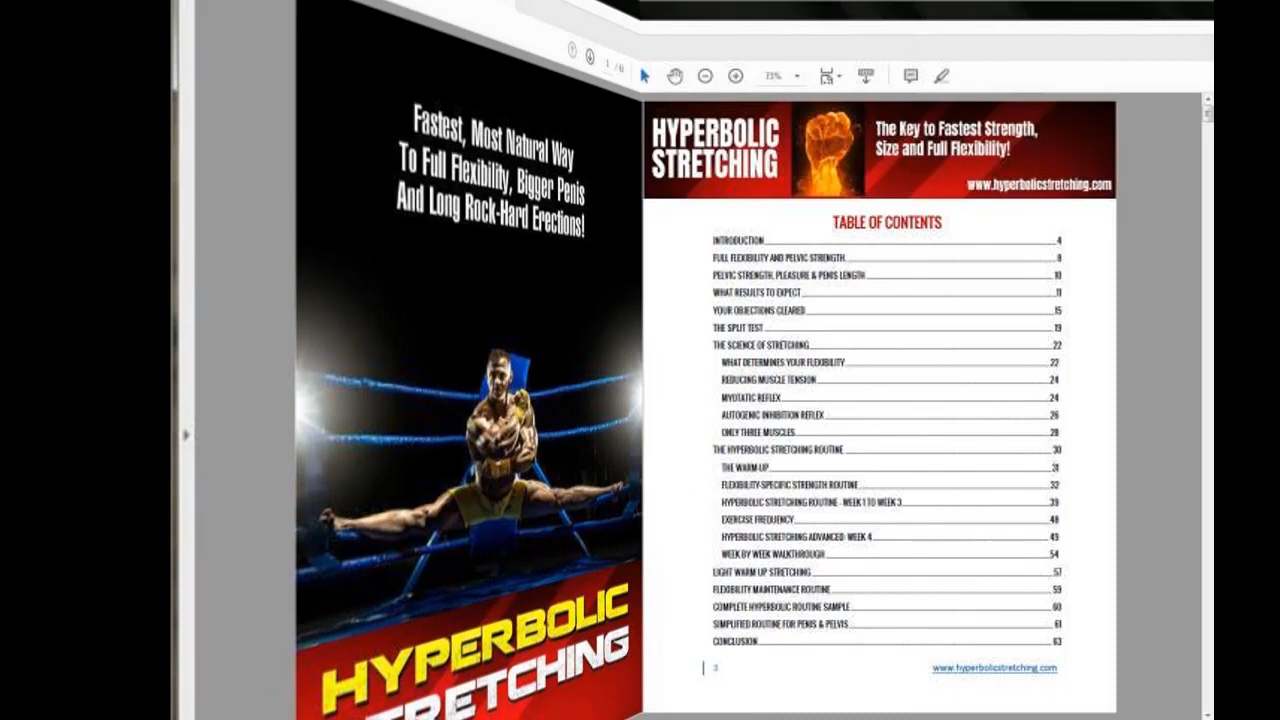 1 / 63
Fastest, Most Natural Way
To Full Flexibility, Bigger Penis
And Long Rock-Hard Erections!
HYPERBOLIC
STRETCHING
73%
HYPERBOLIC
STRETCHING
The Key to Fastest Strength,
Size and Full Flexibility!
www.hyperbolicstretching.com
TABLE OF CONTENTS
INTRODUCTION 4
FULL FLEXIBILITY AND PELVIC STRENGTH 8
PELVIC STRENGTH, PLEASURE & PENIS LENGTH 10
WHAT RESULTS TO EXPECT 11
YOUR OBJECTIONS CLEARED 15
THE SPLIT TEST 19
THE SCIENCE OF STRETCHING 22
WHAT DETERMINES YOUR FLEXIBILITY 22
REDUCING MUSCLE TENSION 24
MYOTATIC REFLEX 24
AUTOGENIC INHIBITION REFLEX 26
ONLY THREE MUSCLES 28
THE HYPERBOLIC STRETCHING ROUTINE 30
THE WARM-UP 31
FLEXIBILITY-SPECIFIC STRENGTH ROUTINE 32
HYPERBOLIC STRETCHING ROUTINE - WEEK 1 TO WEEK 3 39
EXERCISE FREQUENCY 48
HYPERBOLIC STRETCHING ADVANCED- WEEK 4 49
WEEK BY WEEK WALKTHROUGH 54
LIGHT WARM UP STRETCHING 57
FLEXIBILITY MAINTENANCE ROUTINE 59
COMPLETE HYPERBOLIC ROUTINE SAMPLE 60
SIMPLIFIED ROUTINE FOR PENIS & PELVIS 61
CONCLUSION 63
3
www.hyperbolicstretching.com